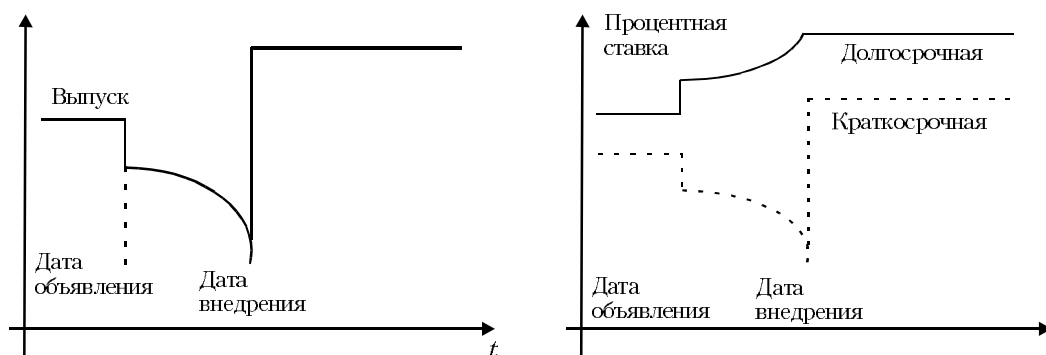 Выпуск
Дата
объявления
Дата
внедрения
t
Процентная
ставка
Долгосрочная
Краткосрочная
Дата
объявления
Дата
внедрения